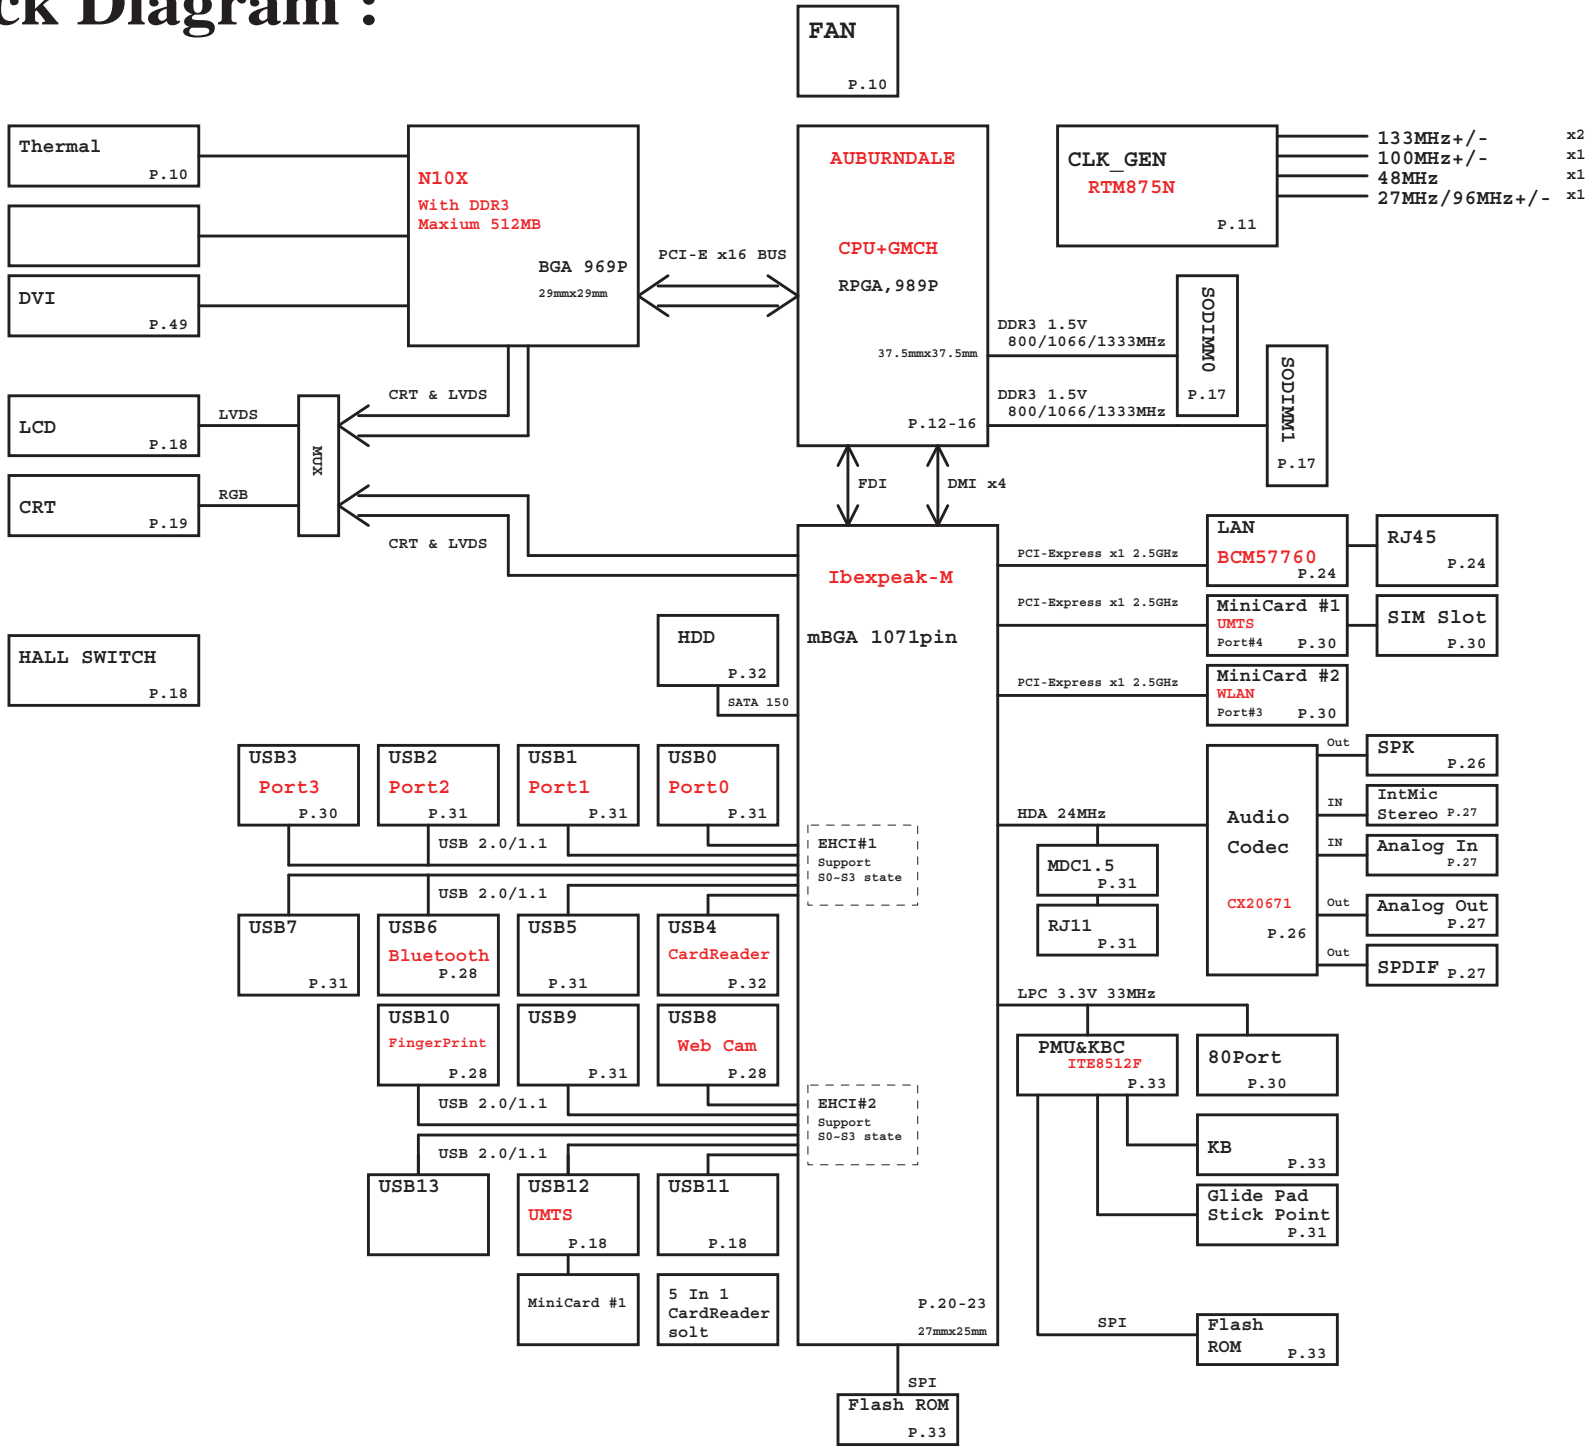 ck Diagram :
FAN
P.10
Thermal
P.10
DVI
P.49
N10X
With DDR3
Maxium 512MB
BGA 969P
29mmx29mm
PCI-E x16 BUS
AUBURNDALE
CPU+GMCH
RPGA,989P
37.5mmx37.5mm
P.12-16
CLK_GEN
RTM875N
P.11
133MHz+/- x2
100MHz+/- x1
48MHz x1
27MHz/96MHz+/- x1
DDR3 1.5V
800/1066/1333MHz
SODIMM0
P.17
DDR3 1.5V
800/1066/1333MHz
SODIMM1
P.17
LCD
P.18
LVDS
CRT
P.19
RGB
MUX
CRT & LVDS
CRT & LVDS
FDI
DMI x4
HALL SWITCH
P.18
Ibexpeak-M
mBGA 1071pin
HDD
P.32
SATA 150
PCI-Express x1 2.5GHz
LAN
BCM57760
P.24
RJ45
P.24
PCI-Express x1 2.5GHz
MiniCard #1
UMTS
Port#4 P.30
SIM Slot
P.30
PCI-Express x1 2.5GHz
MiniCard #2
WLAN
Port#3 P.30
USB3
Port3
P.30
USB2
Port2
P.31
USB1
Port1
P.31
USB0
Port0
P.31
USB 2.0/1.1
EHCI#1
Support
S0~S3 state
USB 2.0/1.1
USB7
P.31
USB6
Bluetooth
P.28
USB5
P.31
USB4
CardReader
P.32
USB10
FingerPrint
P.28
USB9
P.31
USB8
Web Cam
P.28
USB 2.0/1.1
EHCI#2
Support
S0~S3 state
USB 2.0/1.1
USB13
USB12
UMTS
P.18
USB11
P.18
MiniCard #1
5 In 1
CardReader
solt
P.20-23
27mmx25mm
SPI
Flash ROM
P.33
HDA 24MHz
MDC1.5
P.31
RJ11
P.31
Audio
Codec
CX20671
P.26
Out
SPK
P.26
IN
IntMic
Stereo P.27
IN
Analog In
P.27
Out
Analog Out
P.27
Out
SPDIF P.27
LPC 3.3V 33MHz
PMU&KBC
ITE8512F
P.33
80Port
P.30
KB
P.33
Glide Pad
Stick Point
P.31
SPI
Flash
ROM
P.33